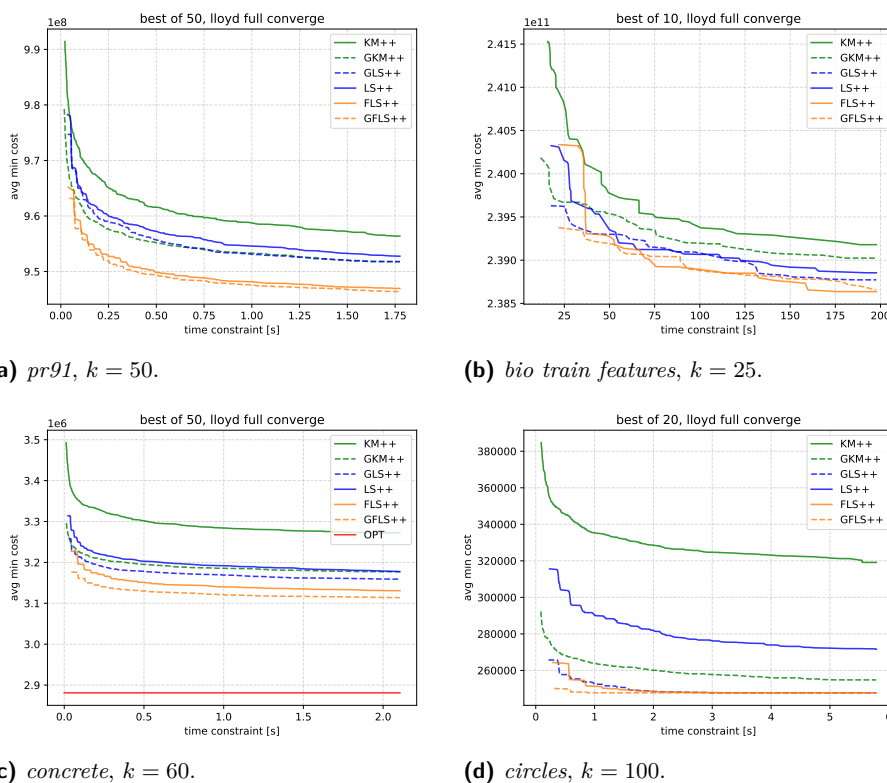 best of 50, lloyd full converge
1e8
9.9
9.8
9.7
9.6
9.5
avg min cost
0.00 0.25 0.50 0.75 1.00 1.25 1.50 1.75
time constraint [s]
KM++
GKM++
GLS++
LS++
FLS++
GFLS++
a) pr91, k = 50.
best of 10, lloyd full converge
1e11
2.415
2.410
2.405
2.400
2.395
2.390
2.385
avg min cost
25 50 75 100 125 150 175 200
time constraint [s]
KM++
GKM++
GLS++
LS++
FLS++
GFLS++
(b) bio train features, k = 25.
best of 50, lloyd full converge
1e6
3.5
3.4
3.3
3.2
3.1
3.0
2.9
avg min cost
0.0 0.5 1.0 1.5 2.0
time constraint [s]
KM++
GKM++
GLS++
LS++
FLS++
GFLS++
OPT
c) concrete, k = 60.
best of 20, lloyd full converge
380000
360000
340000
320000
300000
280000
260000
avg min cost
0 1 2 3 4 5
time constraint [s]
KM++
GKM++
GLS++
LS++
FLS++
GFLS++
(d) circles, k = 100.